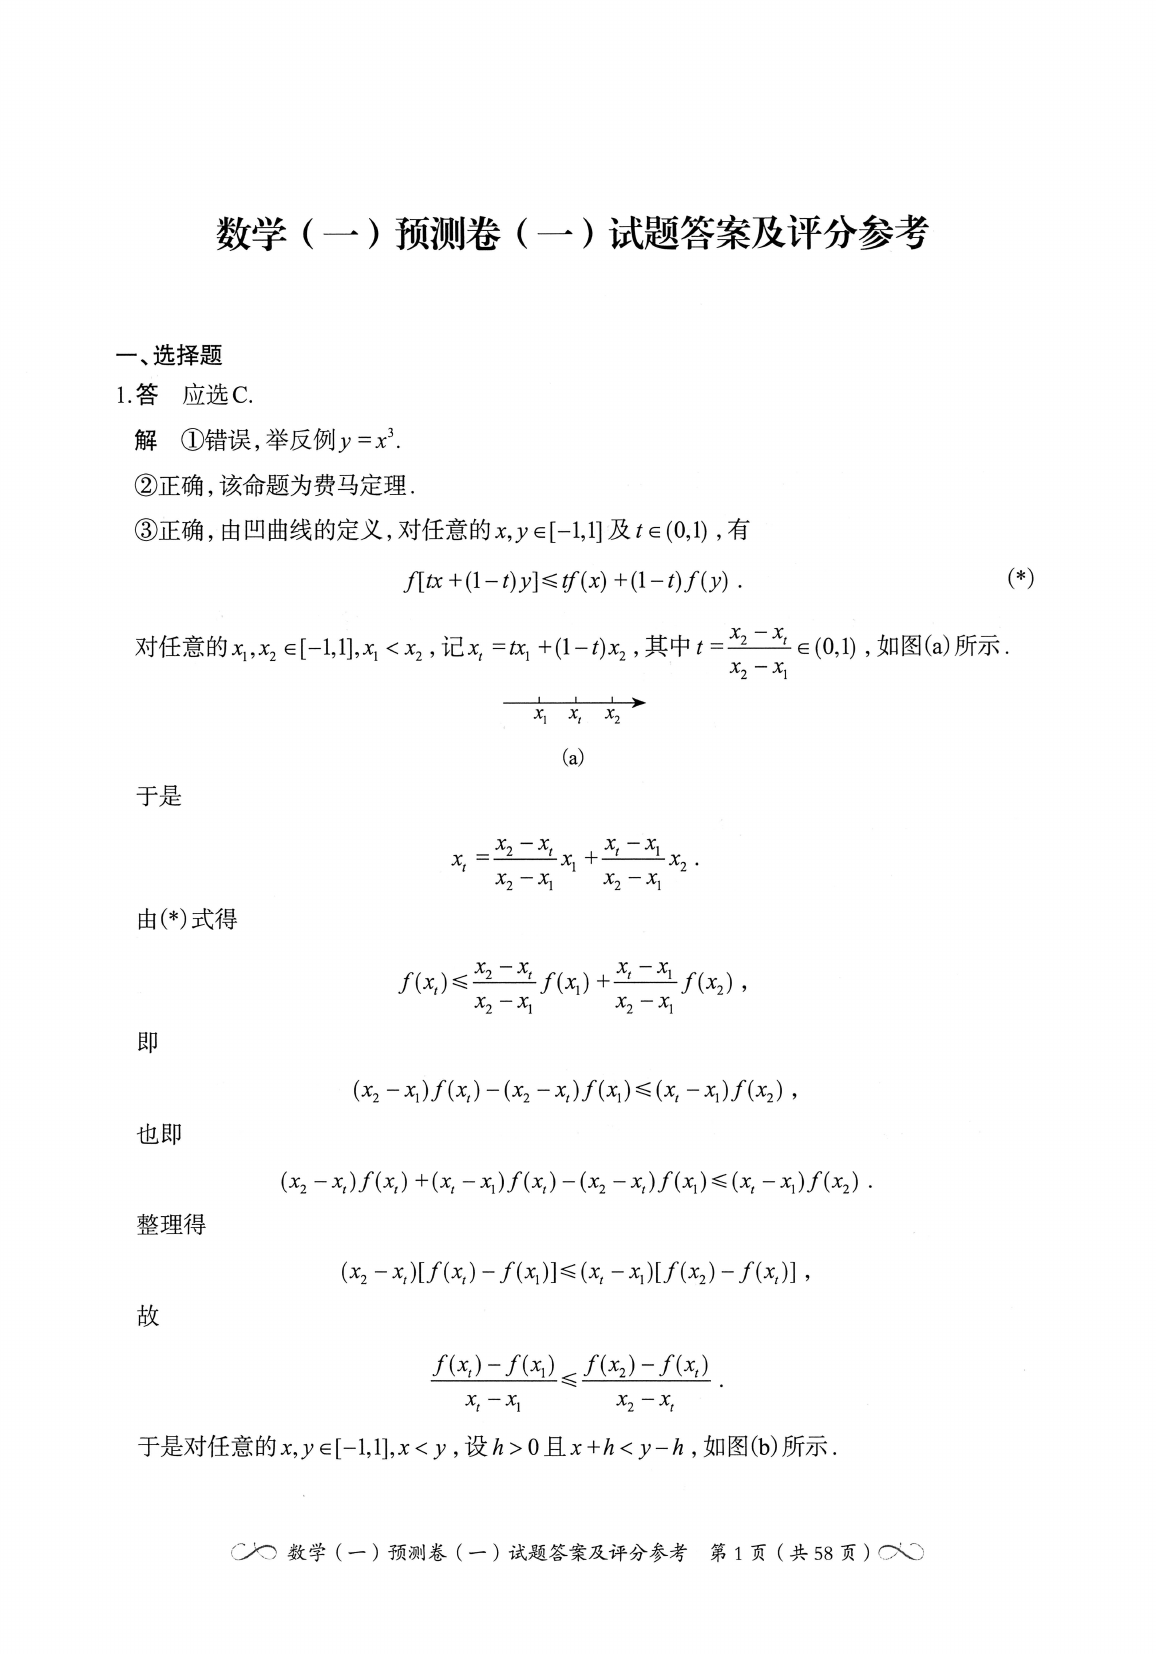 数学(一)预测卷(一)试题答案及评分参考
一、选择题
1.答 应选C.
解 ①错误,举反例y=x³.
②正确,该命题为费马定理.
③正确,由凹曲线的定义,对任意的x,y∈[-1,1]及t∈(0,1),有
f[tx+(1-t)y]≤tf(x)+(1-t)f(y). (*)
对任意的x₁,x₂∈[-1,1],x₁<x₂,记xₜ=tx₁+(1-t)x₂,其中t=(x₂-xₜ)/(x₂-x₁)∈(0,1),如图(a)所示.
x₁ xₜ x₂
(a)
于是
xₜ=(x₂-xₜ)/(x₂-x₁)x₁+(xₜ-x₁)/(x₂-x₁)x₂.
由(*)式得
f(xₜ)≤(x₂-xₜ)/(x₂-x₁)f(x₁)+(xₜ-x₁)/(x₂-x₁)f(x₂),
即
(x₂-x₁)f(xₜ)-(x₂-xₜ)f(x₁)≤(xₜ-x₁)f(x₂),
也即
(x₂-xₜ)f(xₜ)+(xₜ-x₁)f(xₜ)-(x₂-xₜ)f(x₁)≤(xₜ-x₁)f(x₂).
整理得
(x₂-xₜ)[f(xₜ)-f(x₁)]≤(xₜ-x₁)[f(x₂)-f(xₜ)],
故
(f(xₜ)-f(x₁))/(xₜ-x₁)≤(f(x₂)-f(xₜ))/(x₂-xₜ).
于是对任意的x,y∈[-1,1],x<y,设h>0且x+h<y-h,如图(b)所示.
数学(一)预测卷(一)试题答案及评分参考 第1页(共58页)